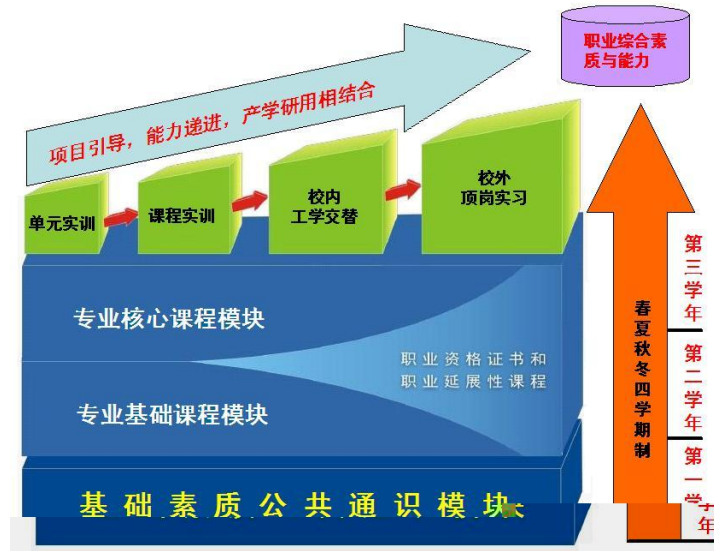 职业综合素
质与能力
项目引导，能力递进，产学研用相结合
单元实训
课程实训
校内
工学交替
校外
顶岗实习
专业核心课程模块
职业资格证书和
职业延展性课程
专业基础课程模块
基础素质公共通识模块
春夏秋冬四学期制
第三学年
第二学年
第一学年